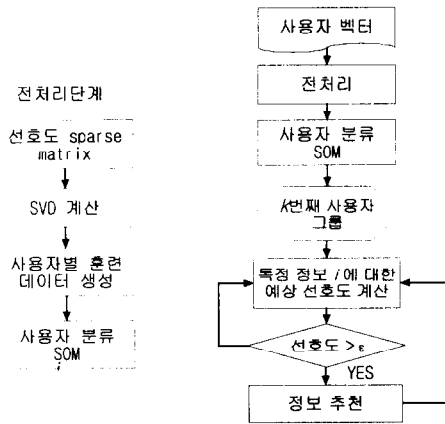 전처리단계
선호도 sparse
matrix
SVD 계산
사용자별 훈련
데이터 생성
사용자 분류
SOM
사용자 벡터
전처리
사용자 분류
SOM
k번째 사용자
그룹
특정 정보 i에 대한
예상 선호도 계산
선호도 >ε
YES
정보 추천